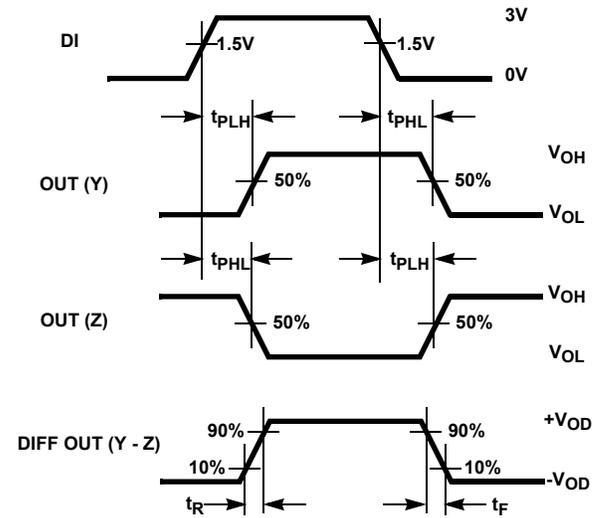 3V
DI
1.5V
1.5V
0V
tPLH
tPHL
VOH
OUT (Y)
50%
50%
VOL
tPHL
tPLH
VOH
OUT (Z)
50%
50%
VOL
+VOD
90%
90%
DIFF OUT (Y - Z)
10%
10%
-VOD
tR
tF